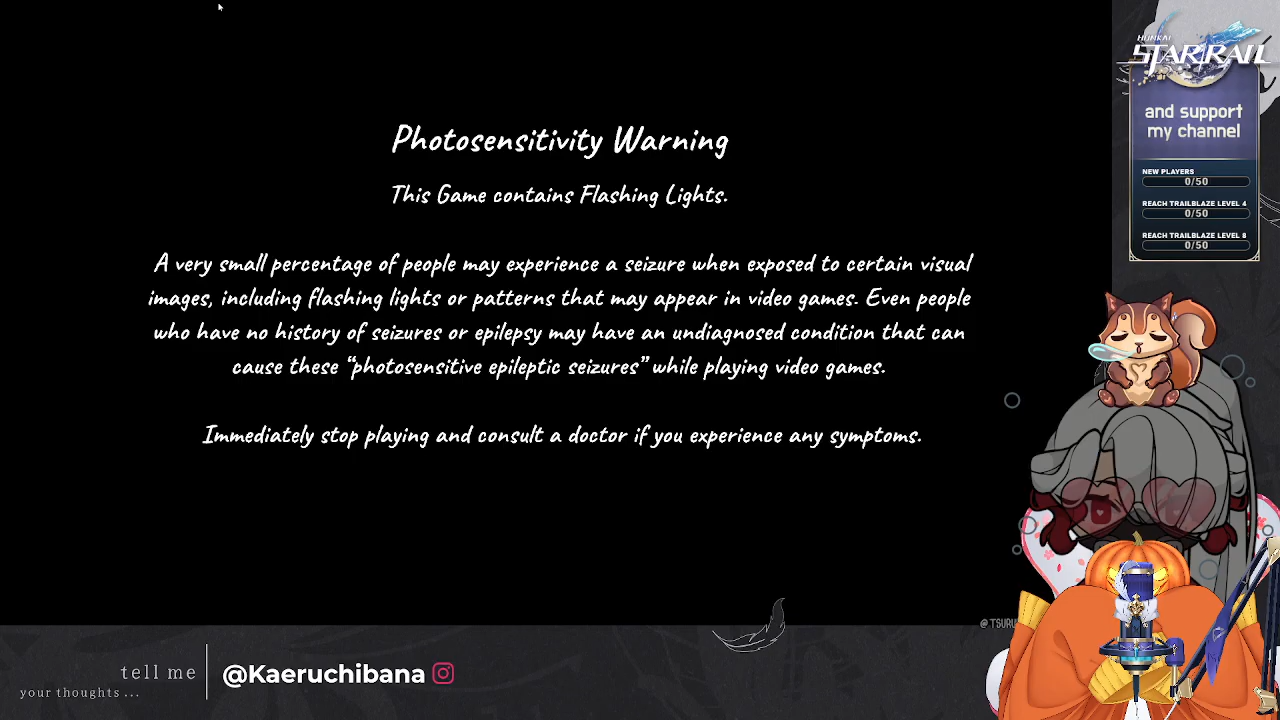 Photosensitivity Warning
This Game contains Flashing Lights.
A very small percentage of people may experience a seizure when exposed to certain visual
images, including flashing lights or patterns that may appear in video games. Even people
who have no history of seizures or epilepsy may have an undiagnosed condition that can
cause these “photosensitive epileptic seizures” while playing video games.
Immediately stop playing and consult a doctor if you experience any symptoms.
HONKAI
STAR RAIL
and support
my channel
NEW PLAYERS
0/50
REACH TRAILBLAZE LEVEL 4
0/50
REACH TRAILBLAZE LEVEL 8
0/50
tell me
your thoughts ...
@Kaeruchibana